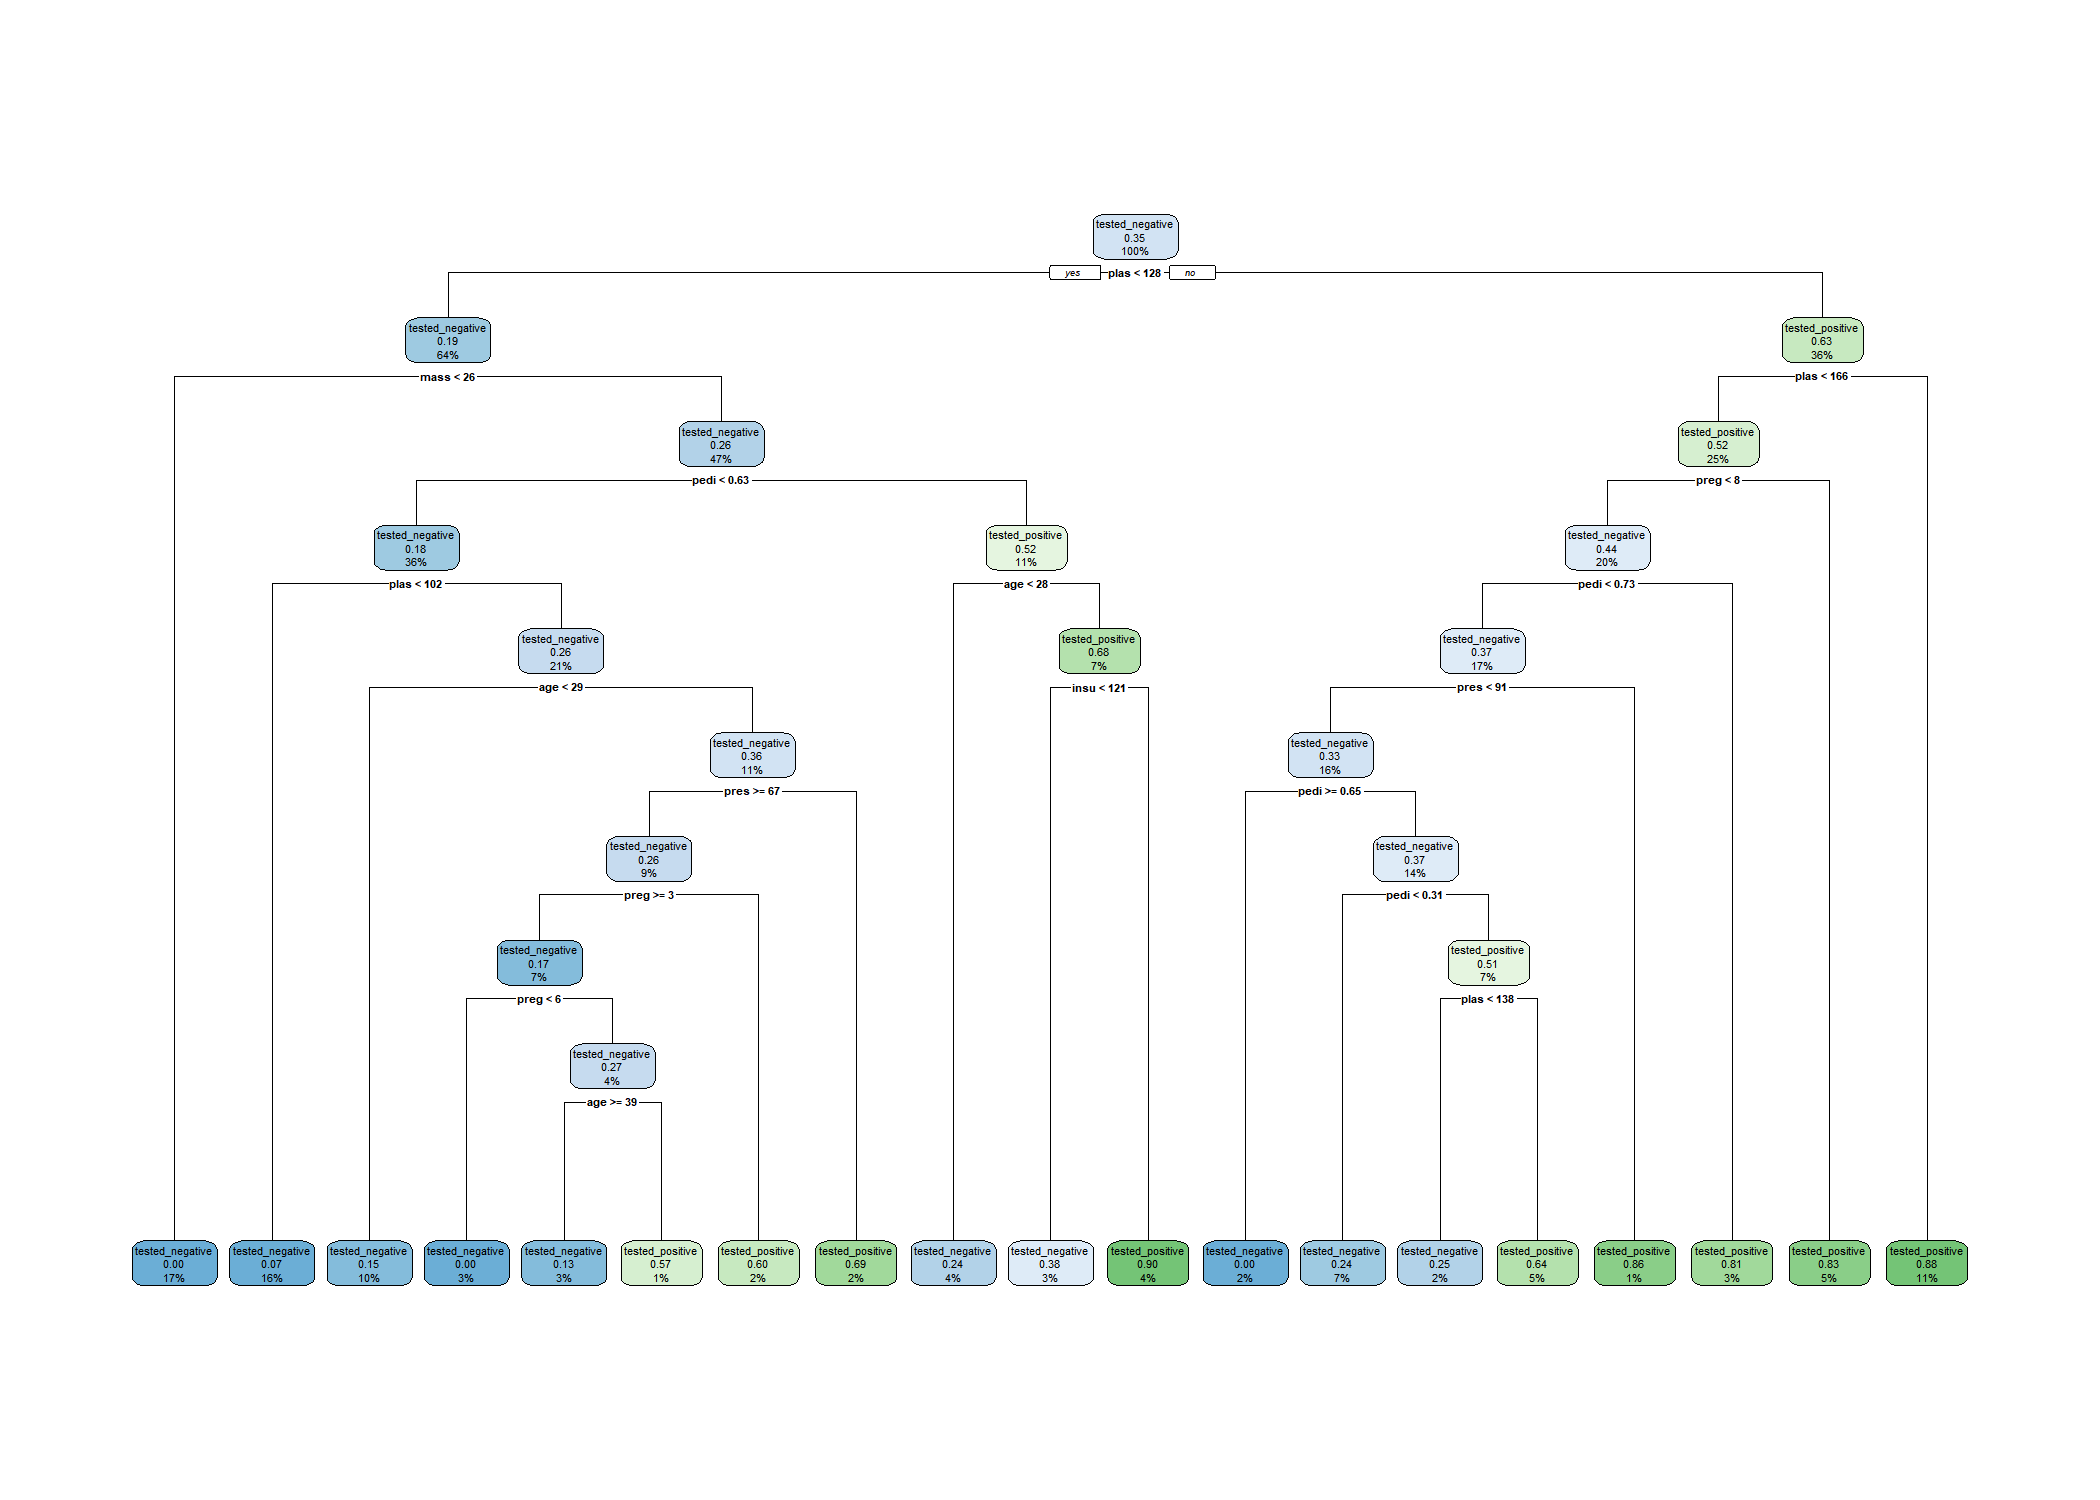 tested_negative
0.35
100%
yes
plas < 128
no
tested_negative
0.19
64%
tested_positive
0.63
36%
mass < 26
plas < 166
tested_negative
0.26
47%
tested_positive
0.52
25%
pedi < 0.63
preg < 8
tested_negative
0.18
36%
tested_positive
0.52
11%
tested_negative
0.44
20%
plas < 102
age < 28
pedi < 0.73
tested_negative
0.26
21%
tested_positive
0.68
7%
tested_negative
0.37
17%
age < 29
insu < 121
pres < 91
tested_negative
0.36
11%
tested_negative
0.33
16%
pres >= 67
pedi >= 0.65
tested_negative
0.26
9%
tested_negative
0.37
14%
preg >= 3
pedi < 0.31
tested_negative
0.17
7%
tested_positive
0.51
7%
preg < 6
plas < 138
tested_negative
0.27
4%
age >= 39
tested_negative
0.00
17%
tested_negative
0.07
16%
tested_negative
0.15
10%
tested_negative
0.00
3%
tested_negative
0.13
3%
tested_positive
0.57
1%
tested_positive
0.60
2%
tested_positive
0.69
2%
tested_negative
0.24
4%
tested_negative
0.38
3%
tested_positive
0.90
4%
tested_negative
0.00
2%
tested_negative
0.24
7%
tested_negative
0.25
2%
tested_positive
0.64
5%
tested_positive
0.86
1%
tested_positive
0.81
3%
tested_positive
0.83
5%
tested_positive
0.88
11%